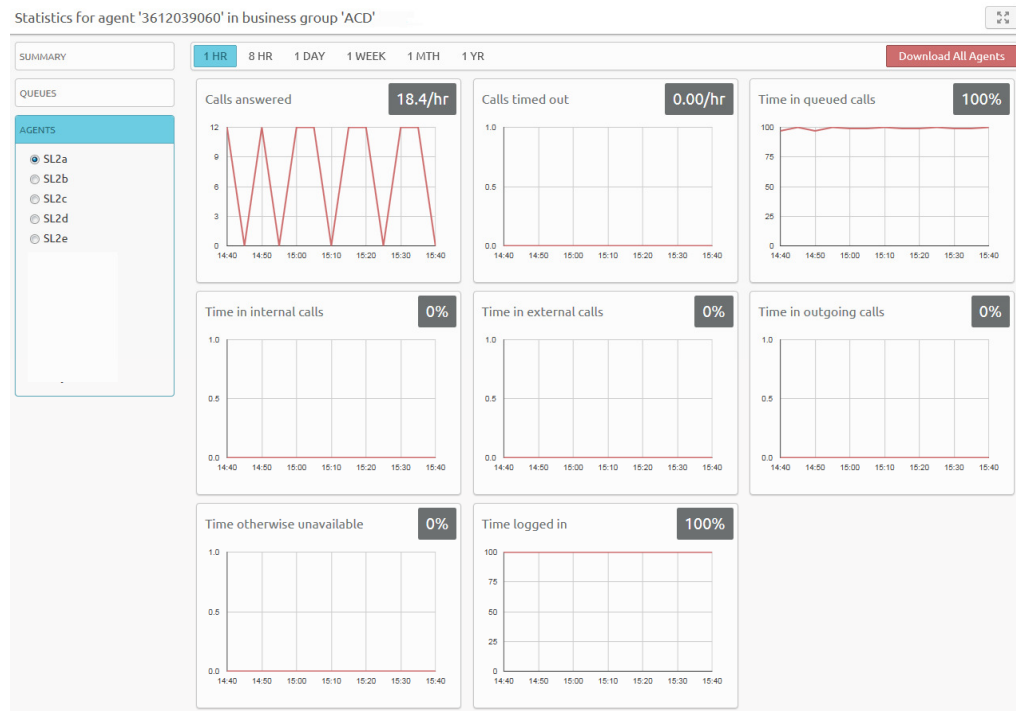 Statistics for agent '3612039060' in business group 'ACD'
SUMMARY
QUEUES
AGENTS
SL2a
SL2b
SL2c
SL2d
SL2e
1 HR 8 HR 1 DAY 1 WEEK 1 MTH 1 YR
Download All Agents
Calls answered 18.4/hr
12
9
6
3
0
14:40 14:50 15:00 15:10 15:20 15:30 15:40
Calls timed out 0.00/hr
1.0
0.5
0.0
14:40 14:50 15:00 15:10 15:20 15:30 15:40
Time in queued calls 100%
100
75
50
25
0
14:40 14:50 15:00 15:10 15:20 15:30 15:40
Time in internal calls 0%
1.0
0.5
0.0
14:40 14:50 15:00 15:10 15:20 15:30 15:40
Time in external calls 0%
1.0
0.5
0.0
14:40 14:50 15:00 15:10 15:20 15:30 15:40
Time in outgoing calls 0%
1.0
0.5
0.0
14:40 14:50 15:00 15:10 15:20 15:30 15:40
Time otherwise unavailable 0%
1.0
0.5
0.0
14:40 14:50 15:00 15:10 15:20 15:30 15:40
Time logged in 100%
100
75
50
25
0
14:40 14:50 15:00 15:10 15:20 15:30 15:40